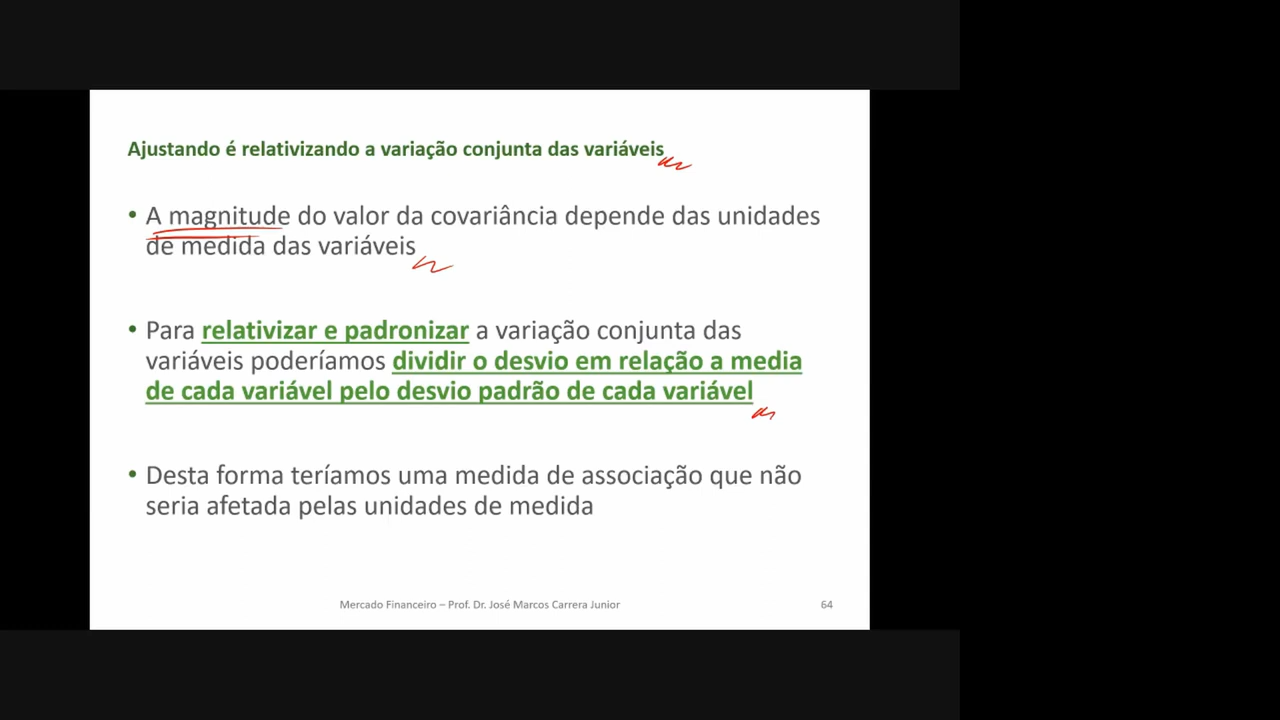 Ajustando é relativizando a variação conjunta das variáveis
• A magnitude do valor da covariância depende das unidades
de medida das variáveis
• Para relativizar e padronizar a variação conjunta das
variáveis poderíamos dividir o desvio em relação a media
de cada variável pelo desvio padrão de cada variável
• Desta forma teríamos uma medida de associação que não
seria afetada pelas unidades de medida
Mercado Financeiro – Prof. Dr. José Marcos Carrera Junior
64